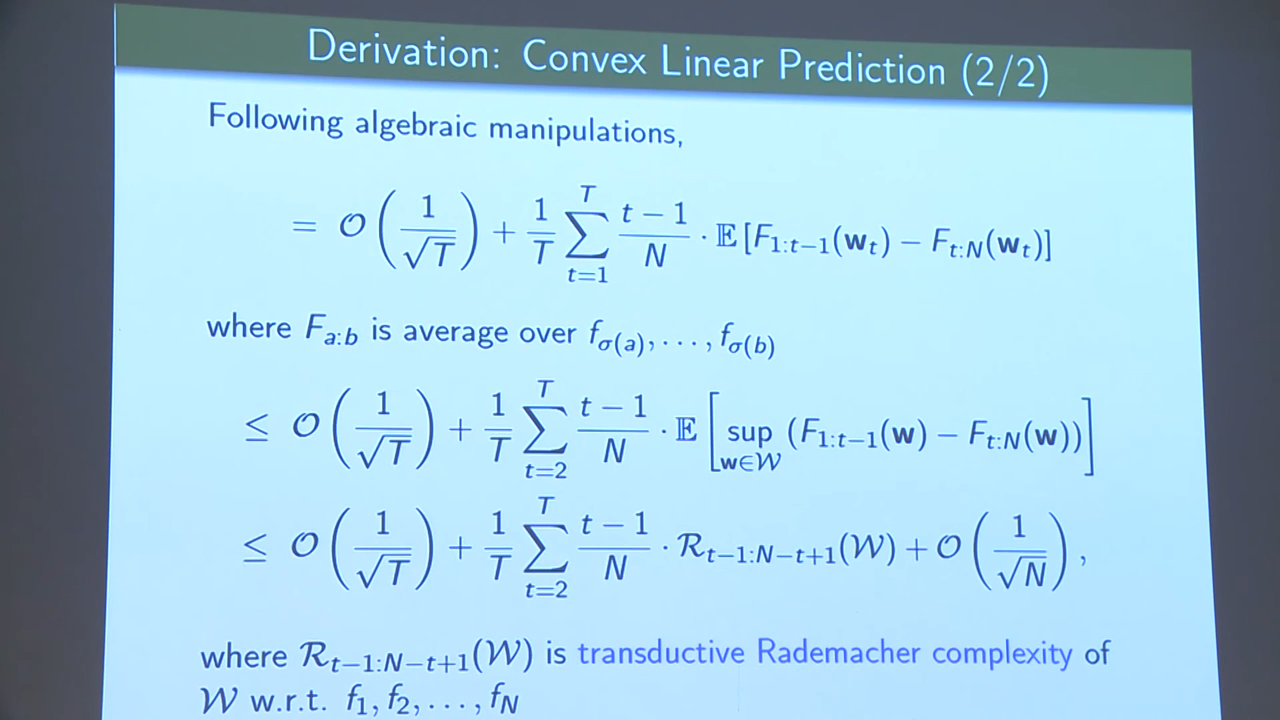 Derivation: Convex Linear Prediction (2/2)
Following algebraic manipulations,
= 𝒪(1/√T) + 1/T ∑_{t=1}^{T} (t − 1)/N · 𝔼[F_{1:t−1}(𝐰_t) − F_{t:N}(𝐰_t)]
where F_{a:b} is average over f_{σ(a)}, . . . , f_{σ(b)}
≤ 𝒪(1/√T) + 1/T ∑_{t=2}^{T} (t − 1)/N · 𝔼[sup_{𝐰∈𝒲} (F_{1:t−1}(𝐰) − F_{t:N}(𝐰))]
≤ 𝒪(1/√T) + 1/T ∑_{t=2}^{T} (t − 1)/N · ℛ_{t−1:N−t+1}(𝒲) + 𝒪(1/√N),
where ℛ_{t−1:N−t+1}(𝒲) is transductive Rademacher complexity of
𝒲 w.r.t. f_1, f_2, . . . , f_N